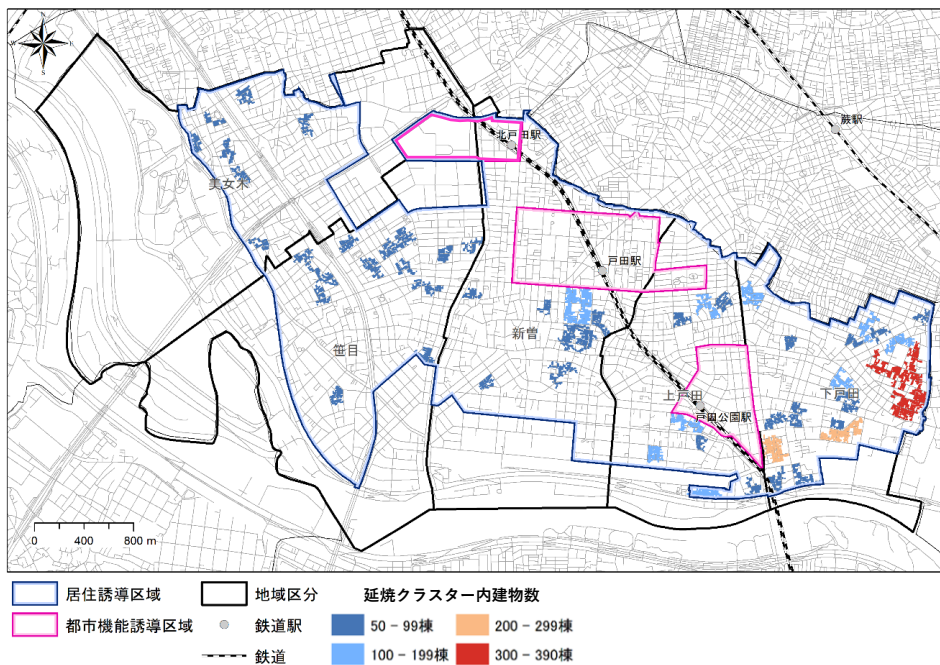 N
W
E
S
蕨駅
北戸田駅
美女木
戸田駅
新曽
笹目
上戸田
下戸田
戸田公園駅
0 400 800 m
居住誘導区域
地域区分
延焼クラスター内建物数
都市機能誘導区域
鉄道駅
50 - 99棟
200 - 299棟
鉄道
100 - 199棟
300 - 390棟